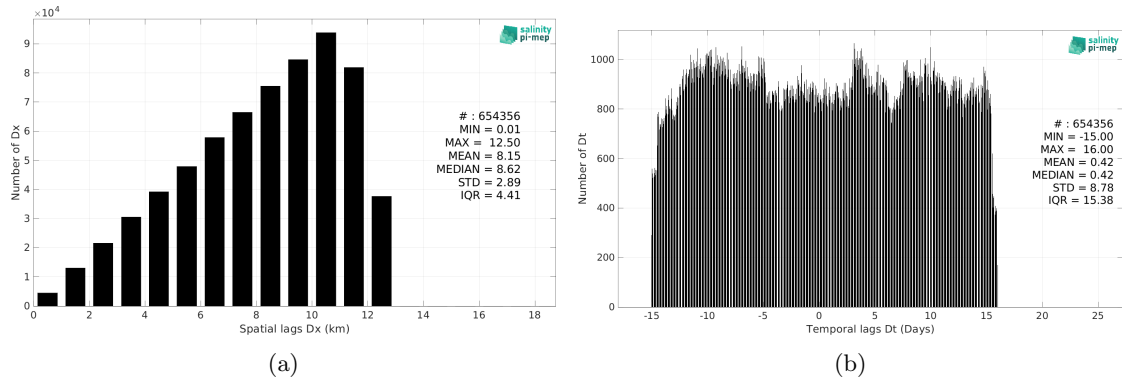 ×10⁴
9
8
7
6
5
4
3
2
1
0
Number of Dx
0 2 4 6 8 10 12 14 16 18
Spatial lags Dx (km)
salinity
pi-mep
# : 654356
MIN = 0.01
MAX = 12.50
MEAN = 8.15
MEDIAN = 8.62
STD = 2.89
IQR = 4.41
(a)
1000
800
600
400
200
0
Number of Dt
-15 -10 -5 0 5 10 15 20 25
Temporal lags Dt (Days)
salinity
pi-mep
# : 654356
MIN = -15.00
MAX = 16.00
MEAN = 0.42
MEDIAN = 0.42
STD = 8.78
IQR = 15.38
(b)